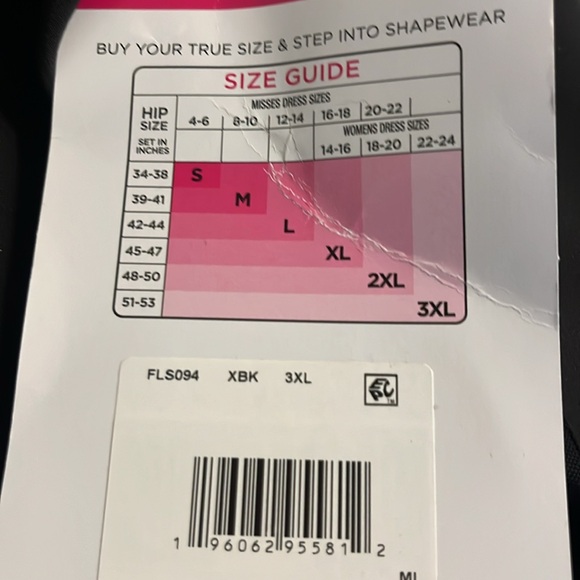 BUY YOUR TRUE SIZE & STEP INTO SHAPEWEAR
SIZE GUIDE
HIP SIZE
SET IN INCHES
MISSES DRESS SIZES
4-6 8-10 12-14 16-18 20-22
WOMENS DRESS SIZES
14-16 18-20 22-24
34-38 S
39-41 M
42-44 L
45-47 XL
48-50 2XL
51-53 3XL
FLS094 XBK 3XL
1 96062 95581 2